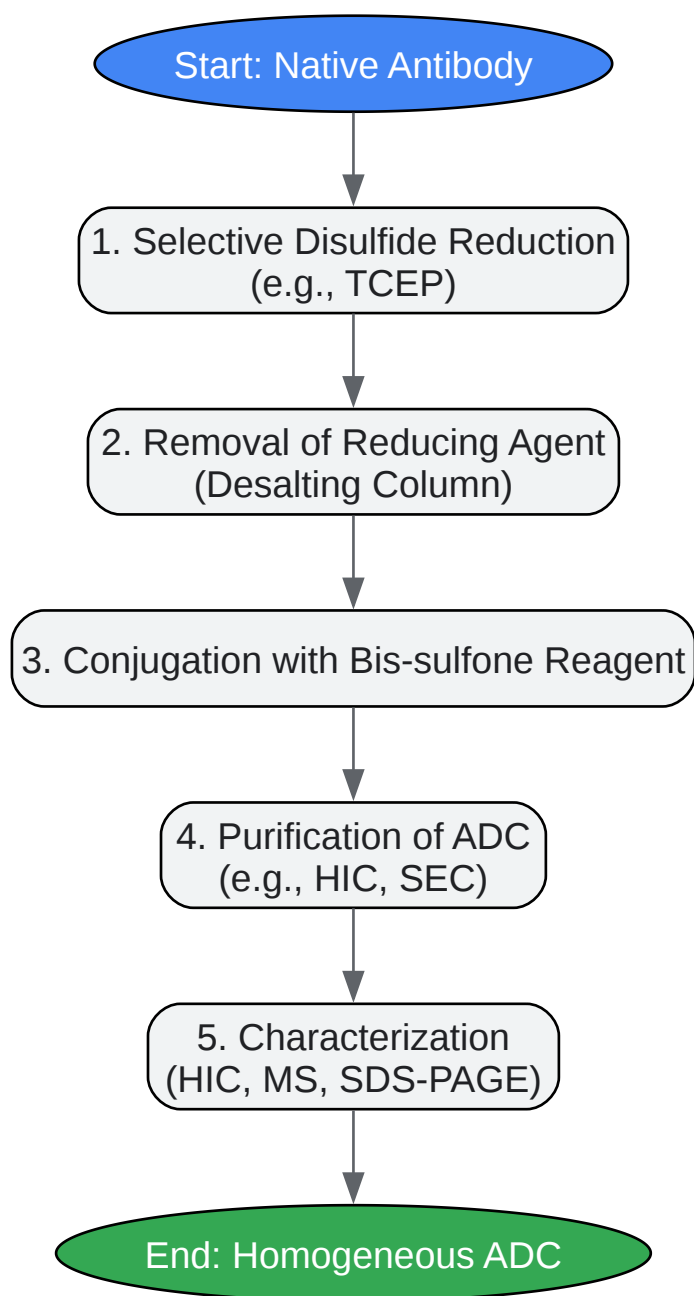 Start: Native Antibody
1. Selective Disulfide Reduction
(e.g., TCEP)
2. Removal of Reducing Agent
(Desalting Column)
3. Conjugation with Bis-sulfone Reagent
4. Purification of ADC
(e.g., HIC, SEC)
5. Characterization
(HIC, MS, SDS-PAGE)
End: Homogeneous ADC